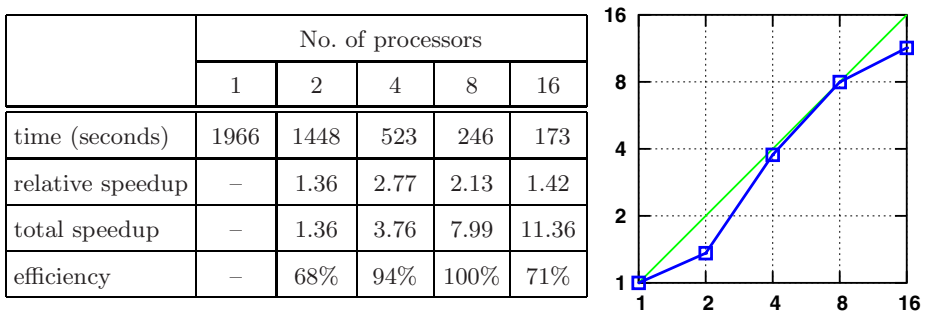 No. of processors
1 2 4 8 16
time (seconds) 1966 1448 523 246 173
relative speedup – 1.36 2.77 2.13 1.42
total speedup – 1.36 3.76 7.99 11.36
efficiency – 68% 94% 100% 71%
16
8
4
2
1
1 2 4 8 16